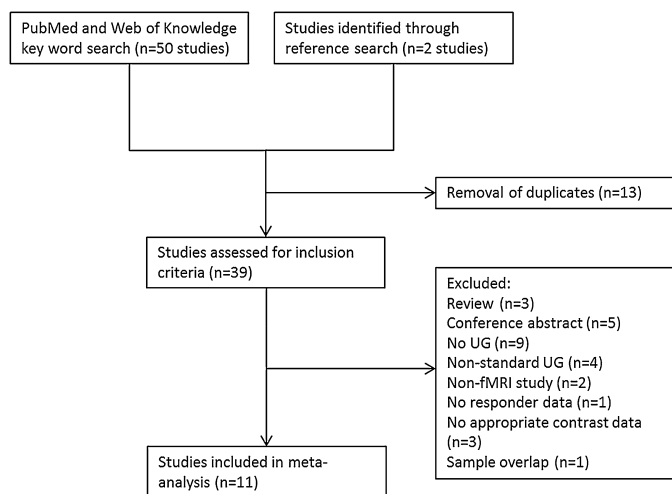 PubMed and Web of Knowledge
key word search (n=50 studies)
Studies identified through
reference search (n=2 studies)
Removal of duplicates (n=13)
Studies assessed for inclusion
criteria (n=39)
Excluded:
Review (n=3)
Conference abstract (n=5)
No UG (n=9)
Non-standard UG (n=4)
Non-fMRI study (n=2)
No responder data (n=1)
No appropriate contrast data
(n=3)
Sample overlap (n=1)
Studies included in meta-
analysis (n=11)